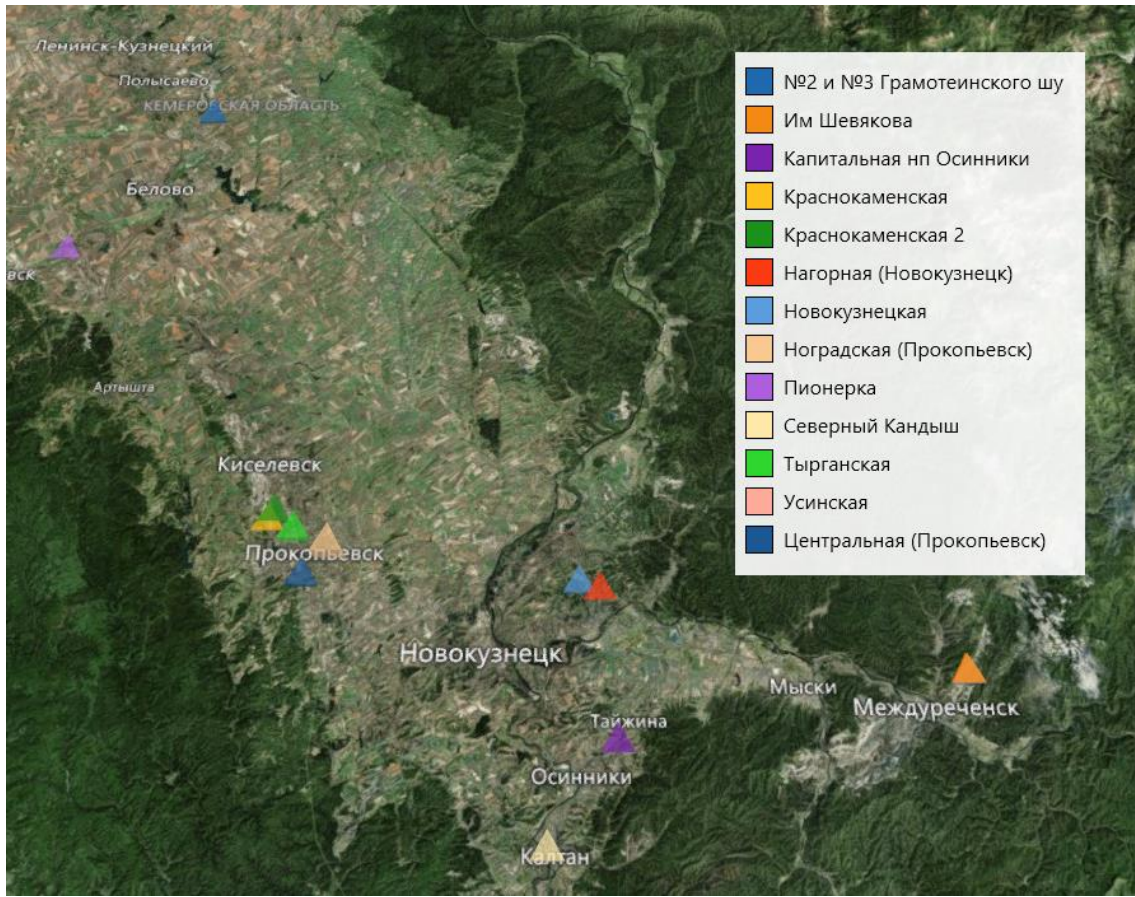 Ленинск-Кузнецкий
Полысаево
КЕМЕРОВСКАЯ ОБЛАСТЬ
Белово
вск
Артышта
Киселевск
Прокопьевск
Новокузнецк
Мыски
Междуреченск
Тайжина
Осинники
Калтан
№2 и №3 Грамотеинского шу
Им Шевякова
Капитальная нп Осинники
Краснокаменская
Краснокаменская 2
Нагорная (Новокузнецк)
Новокузнецкая
Ноградская (Прокопьевск)
Пионерка
Северный Кандыш
Тырганская
Усинская
Центральная (Прокопьевск)